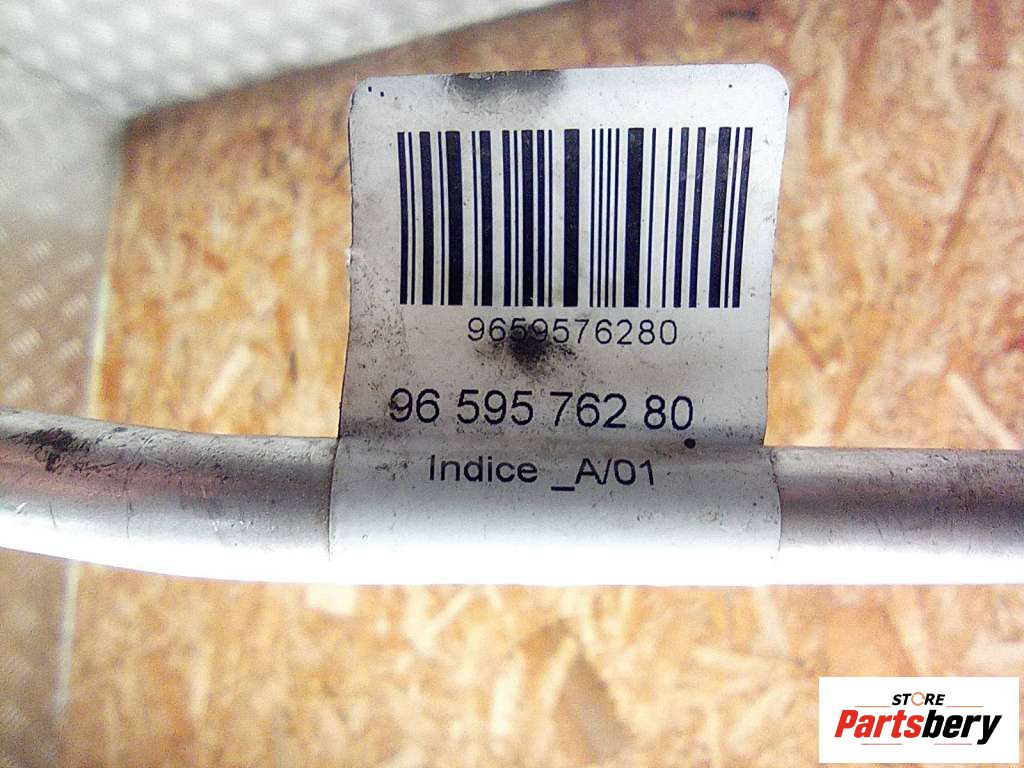 9659576280
96 595 762 80
Indice _A/01
STORE
Partsbery